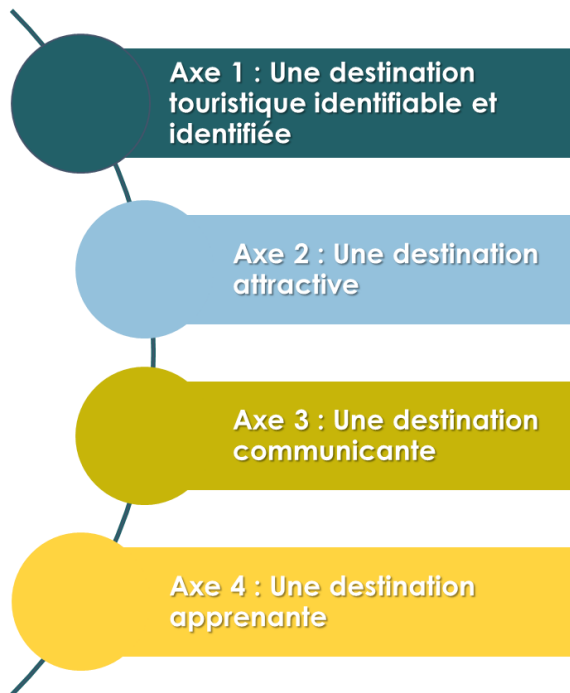 Axe 1 : Une destination
touristique identifiable et
identifiée
Axe 2 : Une destination
attractive
Axe 3 : Une destination
communicante
Axe 4 : Une destination
apprenante